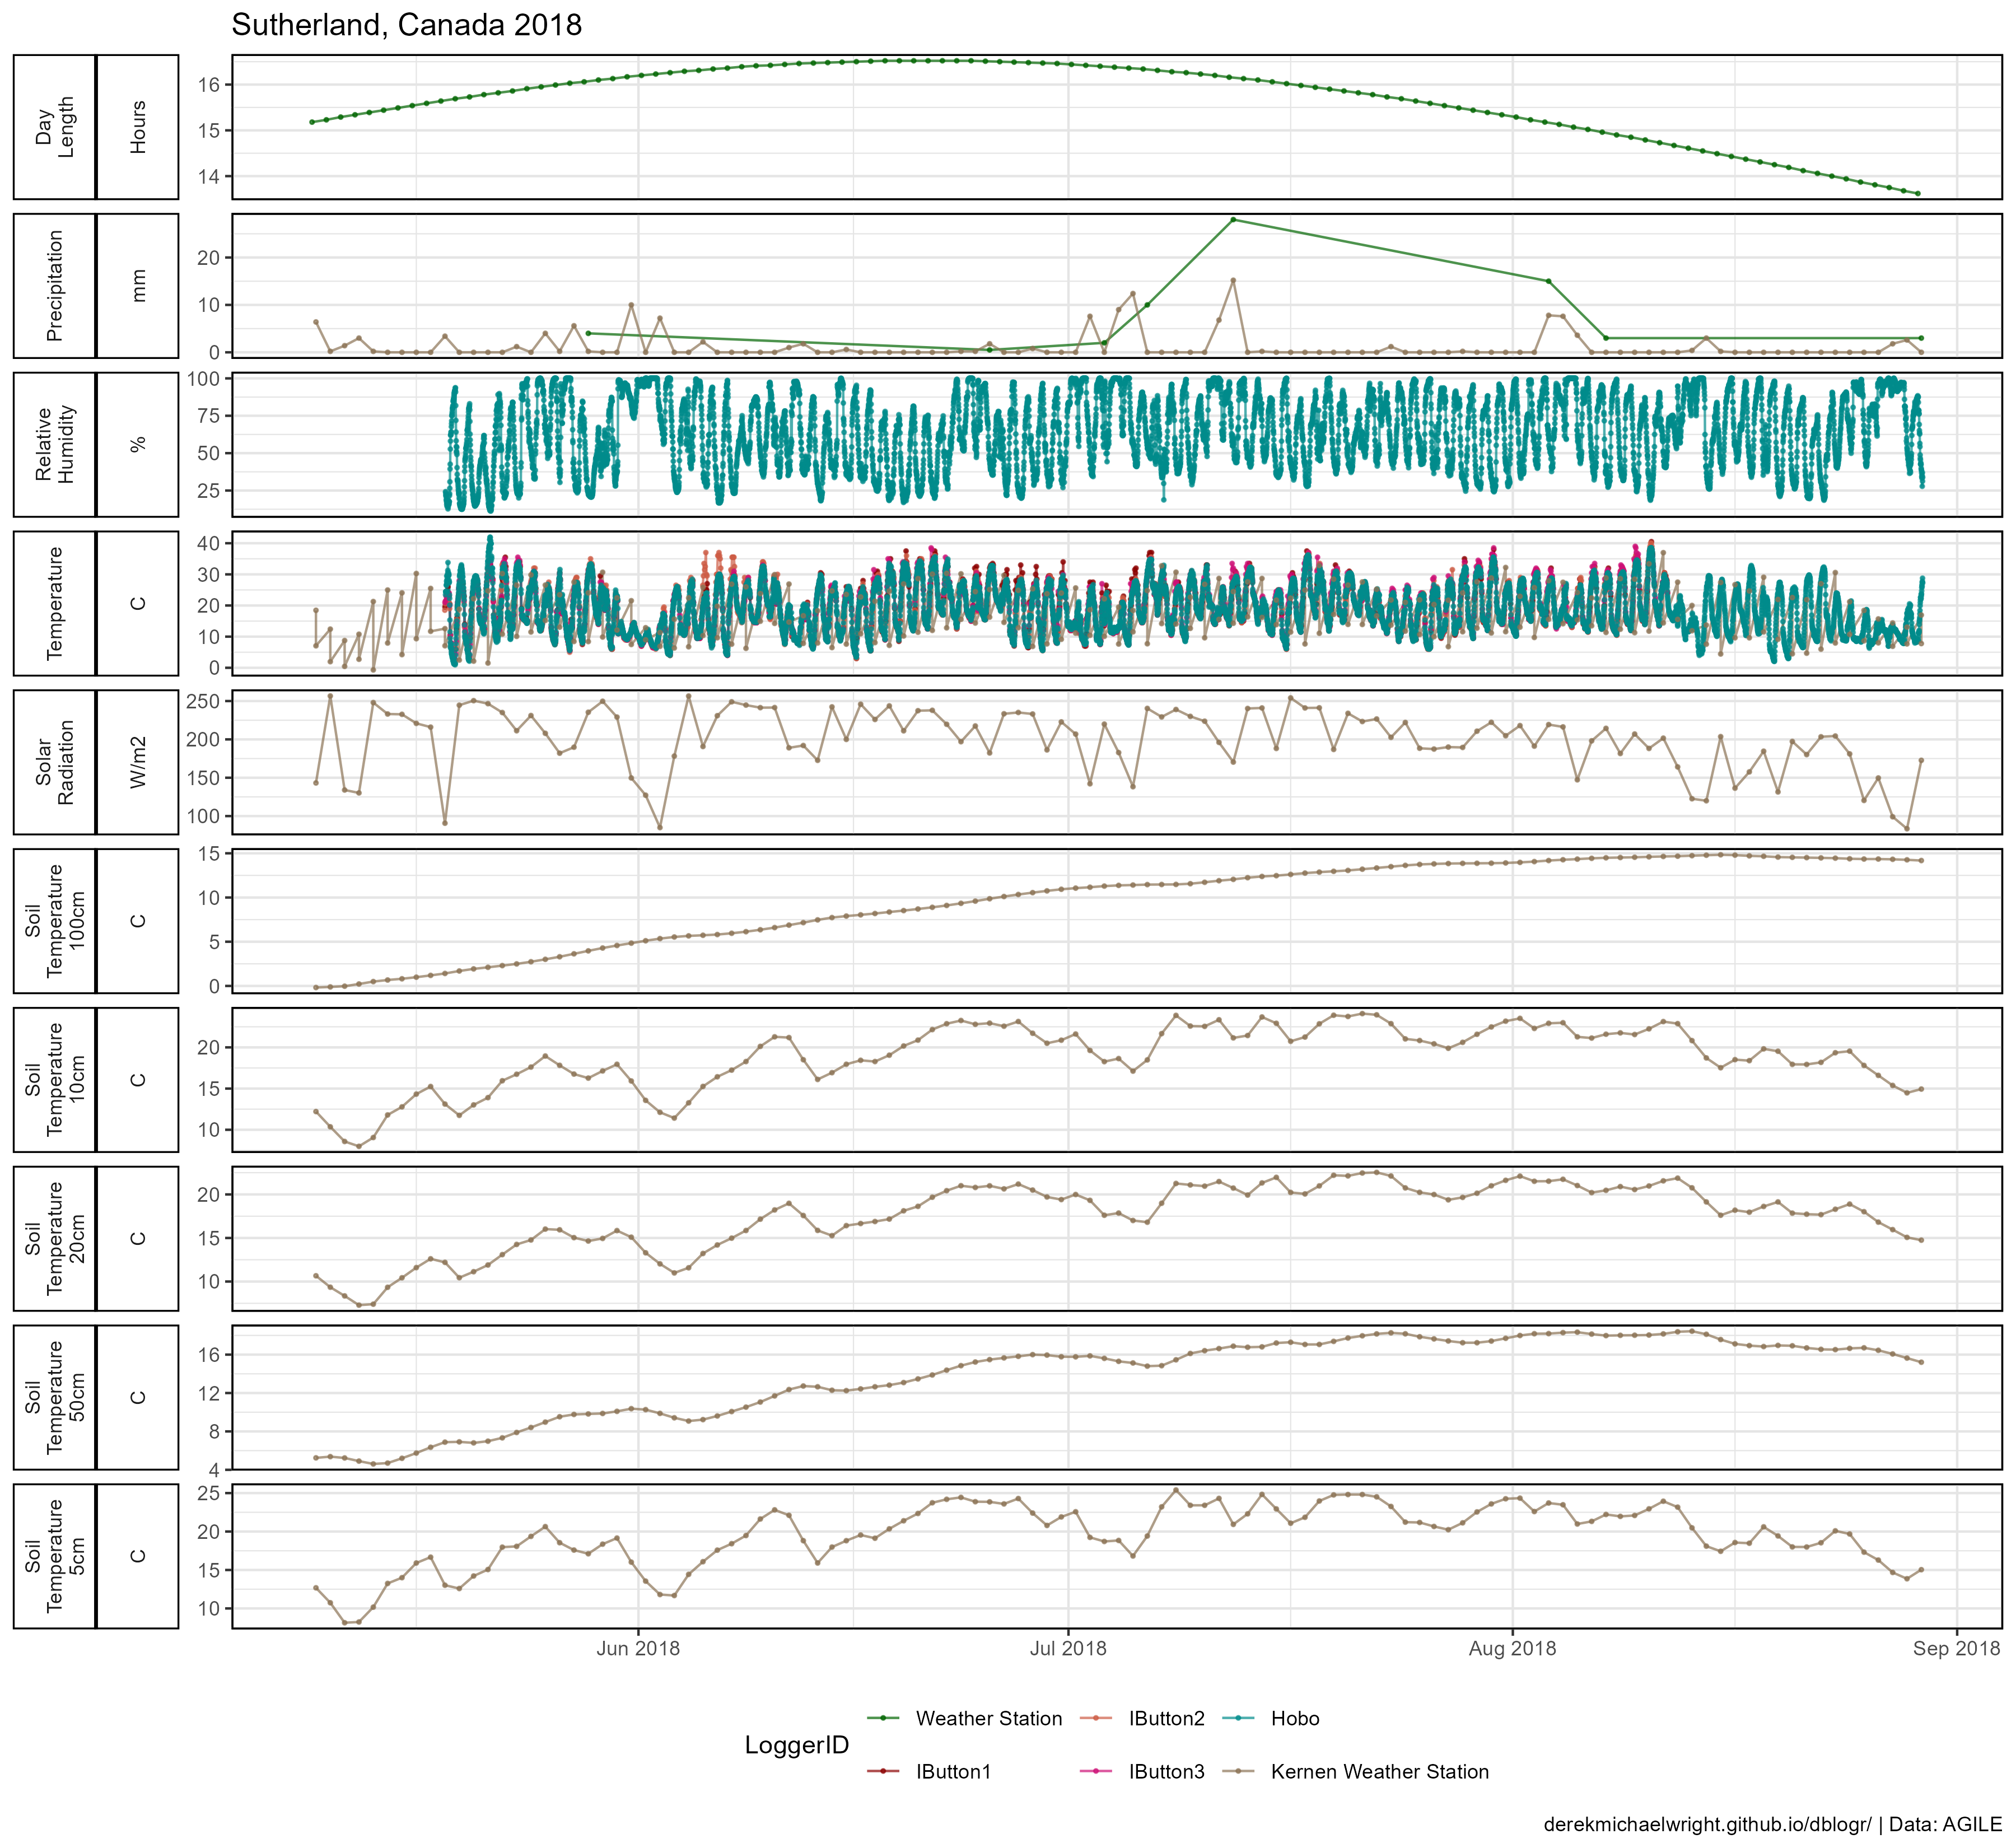 Sutherland, Canada 2018
Day
Length
Hours
16
15
14
Precipitation
mm
20
10
0
Relative
Humidity
%
100
75
50
25
Temperature
C
40
30
20
10
0
Solar
Radiation
W/m2
250
200
150
100
Soil
Temperature
100cm
C
15
10
5
0
Soil
Temperature
10cm
C
20
15
10
Soil
Temperature
20cm
C
20
15
10
Soil
Temperature
50cm
C
16
12
8
4
Soil
Temperature
5cm
C
25
20
15
10
Jun 2018
Jul 2018
Aug 2018
Sep 2018
LoggerID
Weather Station
IButton2
Hobo
IButton1
IButton3
Kernen Weather Station
derekmichaelwright.github.io/dblogr/ | Data: AGILE